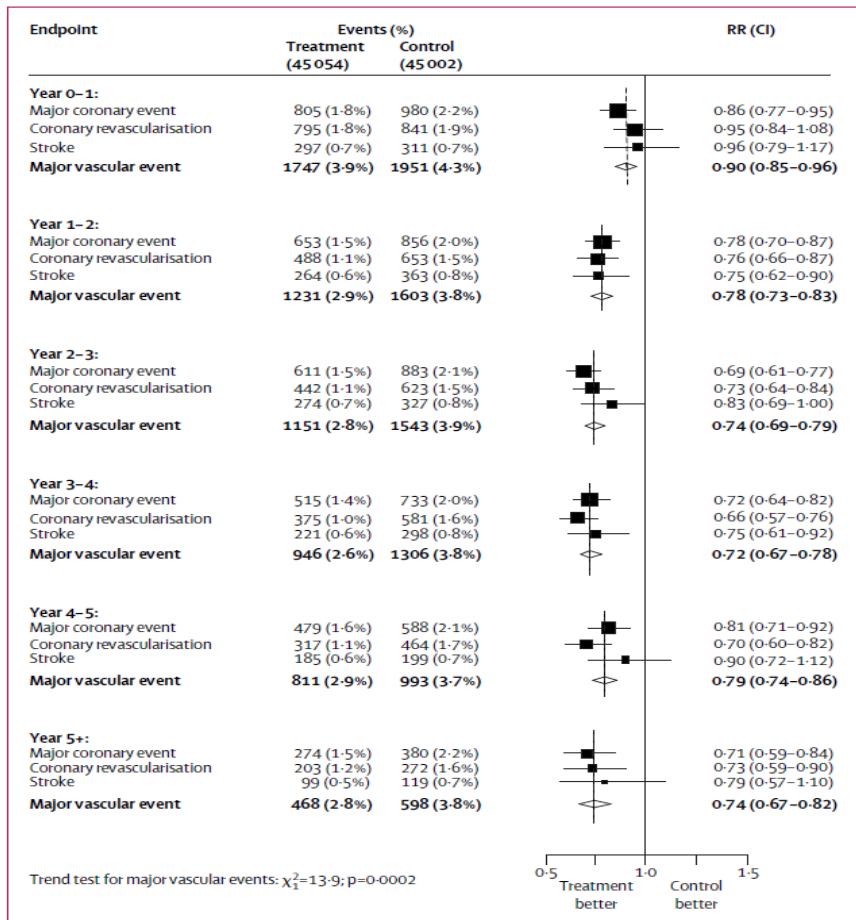 Endpoint Events (%) RR (CI)
Treatment Control
(45 054) (45 002)
Year 0–1:
Major coronary event 805 (1·8%) 980 (2·2%) 0·86 (0·77–0·95)
Coronary revascularisation 795 (1·8%) 841 (1·9%) 0·95 (0·84–1·08)
Stroke 297 (0·7%) 311 (0·7%) 0·96 (0·79–1·17)
Major vascular event 1747 (3·9%) 1951 (4·3%) 0·90 (0·85–0·96)
Year 1–2:
Major coronary event 653 (1·5%) 856 (2·0%) 0·78 (0·70–0·87)
Coronary revascularisation 488 (1·1%) 653 (1·5%) 0·76 (0·66–0·87)
Stroke 264 (0·6%) 363 (0·8%) 0·75 (0·62–0·90)
Major vascular event 1231 (2·9%) 1603 (3·8%) 0·78 (0·73–0·83)
Year 2–3:
Major coronary event 611 (1·5%) 883 (2·1%) 0·69 (0·61–0·77)
Coronary revascularisation 442 (1·1%) 623 (1·5%) 0·73 (0·64–0·84)
Stroke 274 (0·7%) 327 (0·8%) 0·83 (0·69–1·00)
Major vascular event 1151 (2·8%) 1543 (3·9%) 0·74 (0·69–0·79)
Year 3–4:
Major coronary event 515 (1·4%) 733 (2·0%) 0·72 (0·64–0·82)
Coronary revascularisation 375 (1·0%) 581 (1·6%) 0·66 (0·57–0·76)
Stroke 221 (0·6%) 298 (0·8%) 0·75 (0·61–0·92)
Major vascular event 946 (2·6%) 1306 (3·8%) 0·72 (0·67–0·78)
Year 4–5:
Major coronary event 479 (1·6%) 588 (2·1%) 0·81 (0·71–0·92)
Coronary revascularisation 317 (1·1%) 464 (1·7%) 0·70 (0·60–0·82)
Stroke 185 (0·6%) 199 (0·7%) 0·90 (0·72–1·12)
Major vascular event 811 (2·9%) 993 (3·7%) 0·79 (0·74–0·86)
Year 5+:
Major coronary event 274 (1·5%) 380 (2·2%) 0·71 (0·59–0·84)
Coronary revascularisation 203 (1·2%) 272 (1·6%) 0·73 (0·59–0·90)
Stroke 99 (0·5%) 119 (0·7%) 0·79 (0·57–1·10)
Major vascular event 468 (2·8%) 598 (3·8%) 0·74 (0·67–0·82)
0·5 1·0 1·5
Trend test for major vascular events: χ²₁=13·9; p=0·0002
Treatment Control
better better